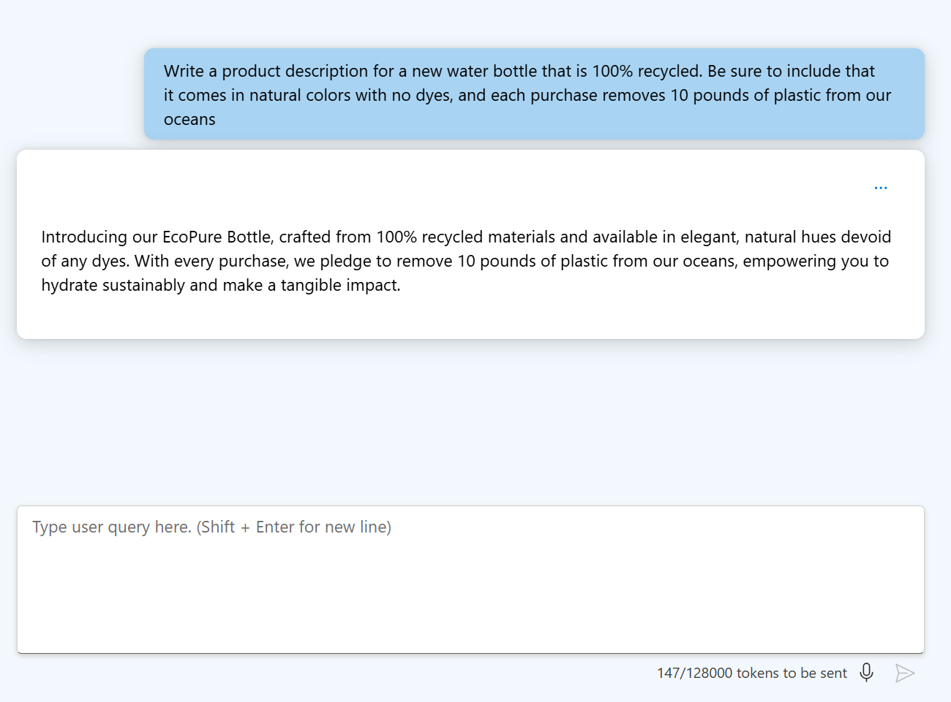 Write a product description for a new water bottle that is 100% recycled. Be sure to include that
it comes in natural colors with no dyes, and each purchase removes 10 pounds of plastic from our
oceans
...
Introducing our EcoPure Bottle, crafted from 100% recycled materials and available in elegant, natural hues devoid
of any dyes. With every purchase, we pledge to remove 10 pounds of plastic from our oceans, empowering you to
hydrate sustainably and make a tangible impact.
Type user query here. (Shift + Enter for new line)
147/128000 tokens to be sent